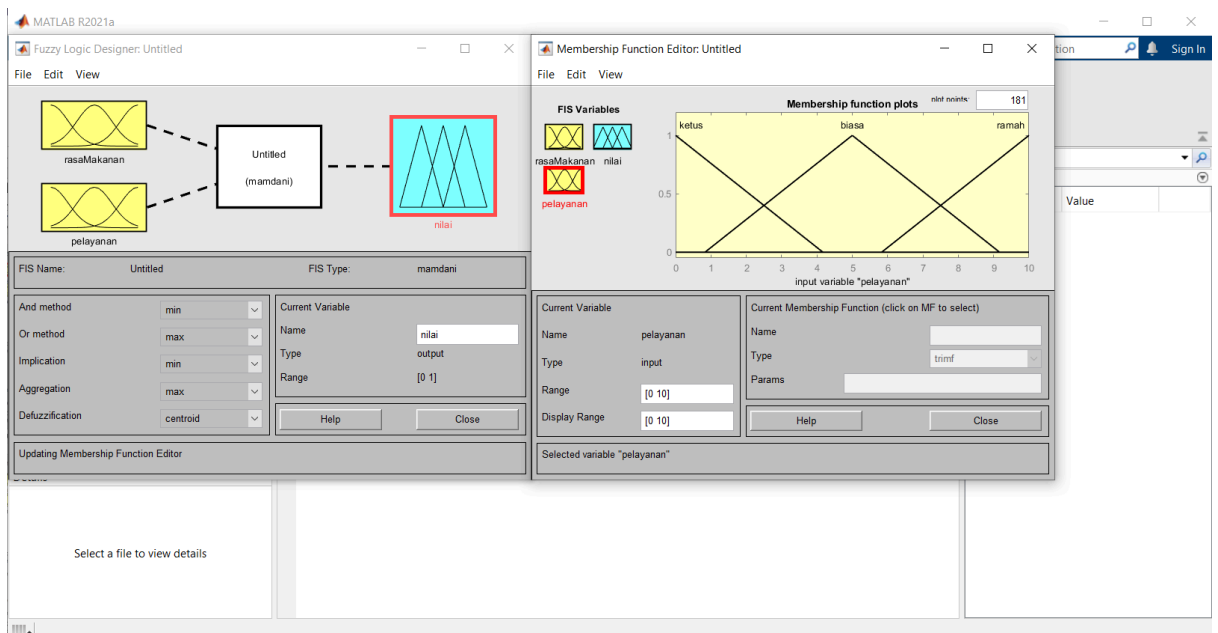 MATLAB R2021a
Fuzzy Logic Designer: Untitled
File Edit View
rasaMakanan
pelayanan
Untitled
(mamdani)
nilai
FIS Name: Untitled FIS Type: mamdani
And method min
Or method max
Implication min
Aggregation max
Defuzzification centroid
Current Variable
Name nilai
Type output
Range [0 1]
Help Close
Updating Membership Function Editor
Membership Function Editor: Untitled
File Edit View
FIS Variables
rasaMakanan nilai
pelayanan
Membership function plots plot points: 181
ketus biasa ramah
1
0.5
0
0 1 2 3 4 5 6 7 8 9 10
input variable "pelayanan"
Current Variable
Name pelayanan
Type input
Range [0 10]
Display Range [0 10]
Current Membership Function (click on MF to select)
Name
Type trimf
Params
Help Close
Selected variable "pelayanan"
Sign In
Value
Select a file to view details